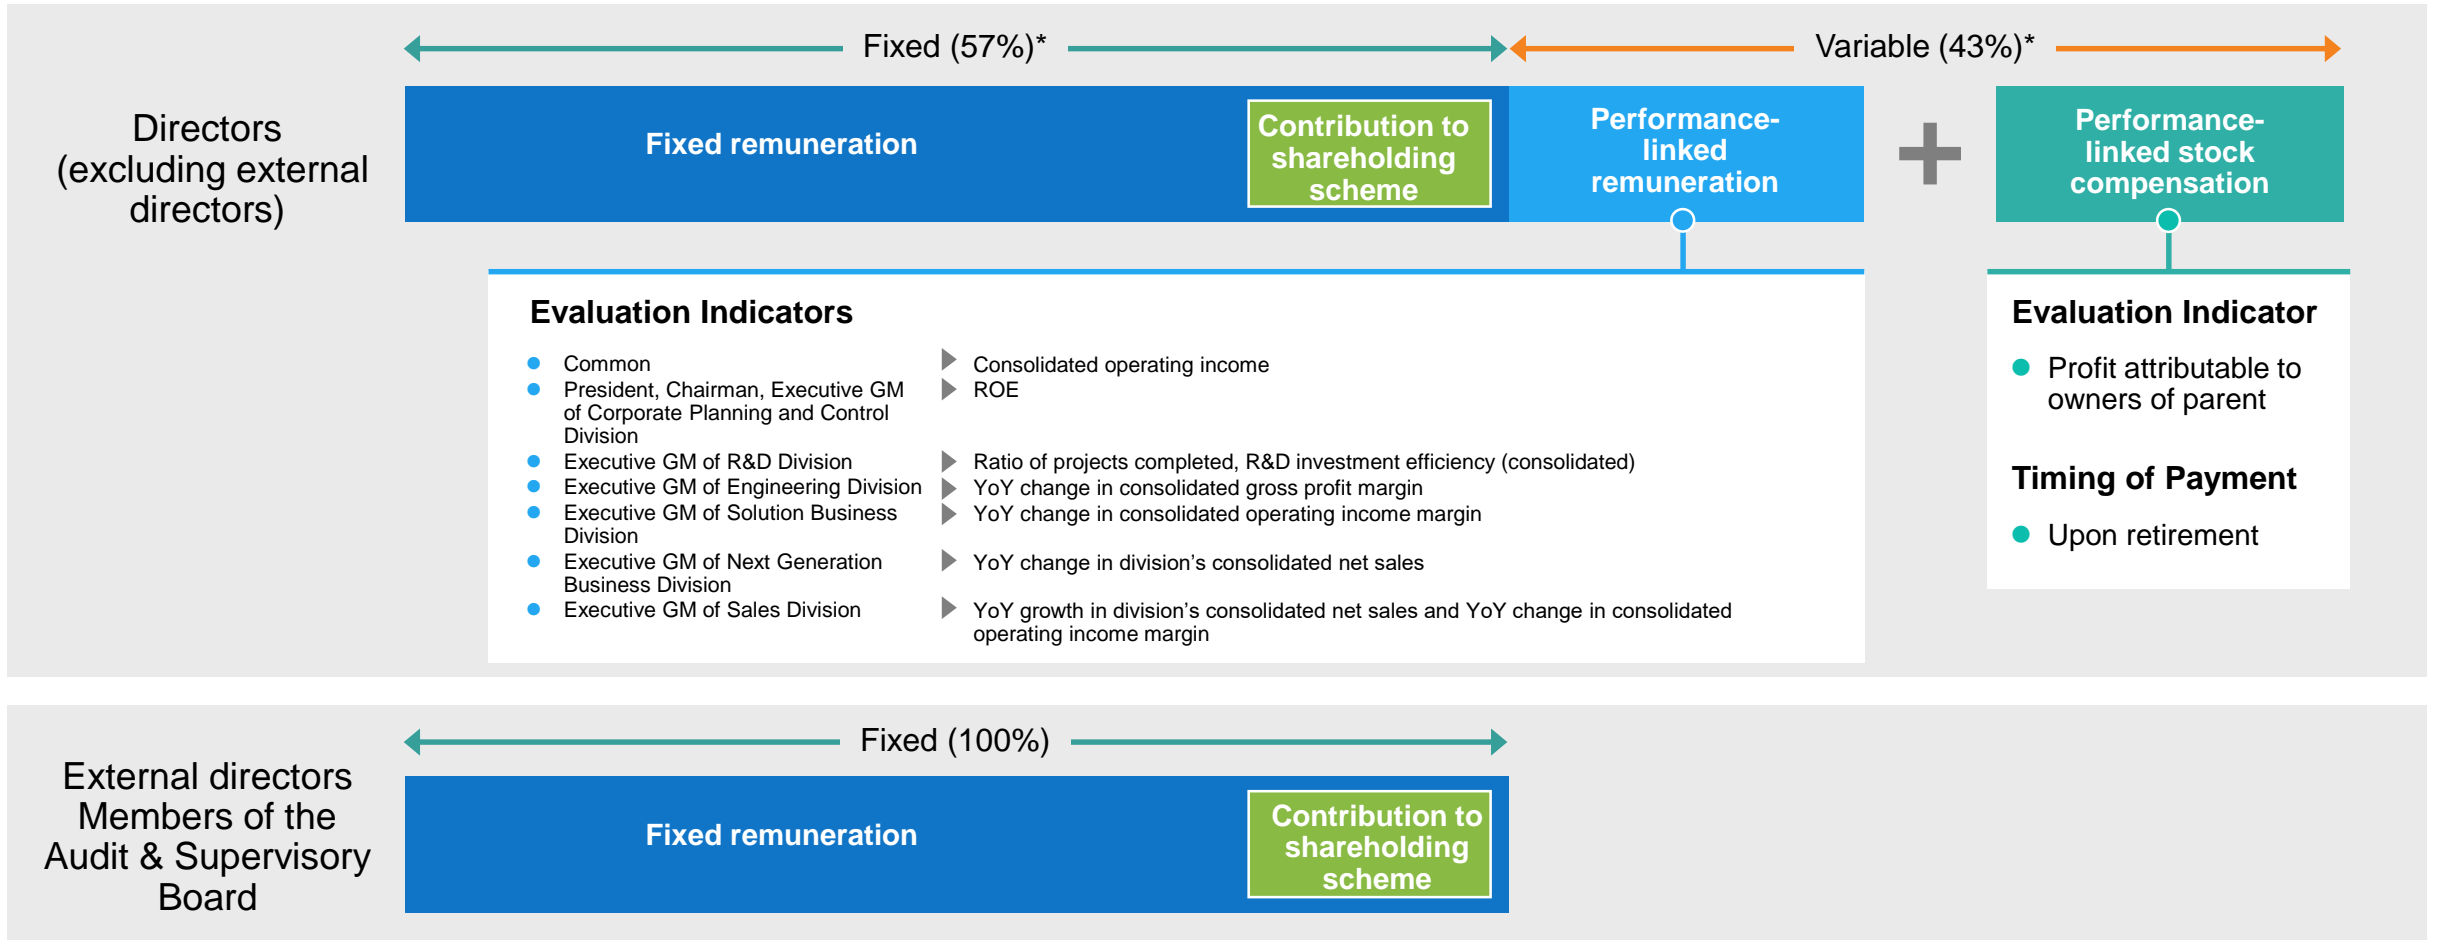 Fixed (57%)*
Variable (43%)*
Directors
(excluding external
directors)
Fixed remuneration
Contribution to
shareholding
scheme
Performance-
linked
remuneration
+
Performance-
linked stock
compensation
Evaluation Indicators
Common
Consolidated operating income
President, Chairman, Executive GM
of Corporate Planning and Control
Division
ROE
Executive GM of R&D Division
Ratio of projects completed, R&D investment efficiency (consolidated)
Executive GM of Engineering Division
YoY change in consolidated gross profit margin
Executive GM of Solution Business
Division
YoY change in consolidated operating income margin
Executive GM of Next Generation
Business Division
YoY change in division’s consolidated net sales
Executive GM of Sales Division
YoY growth in division’s consolidated net sales and YoY change in consolidated
operating income margin
Evaluation Indicator
Profit attributable to
owners of parent
Timing of Payment
Upon retirement
Fixed (100%)
External directors
Members of the
Audit & Supervisory
Board
Fixed remuneration
Contribution to
shareholding
scheme